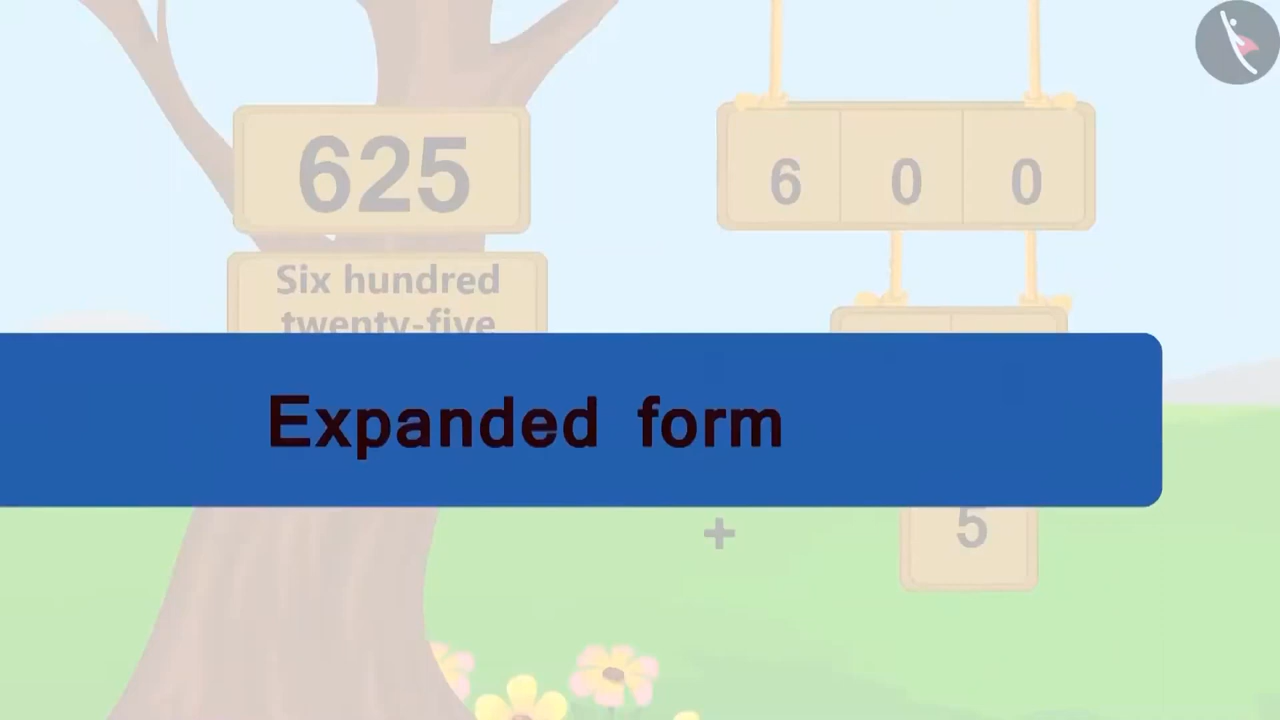 625
6 0 0
Six hundred
twenty-five
Expanded form
+ 5